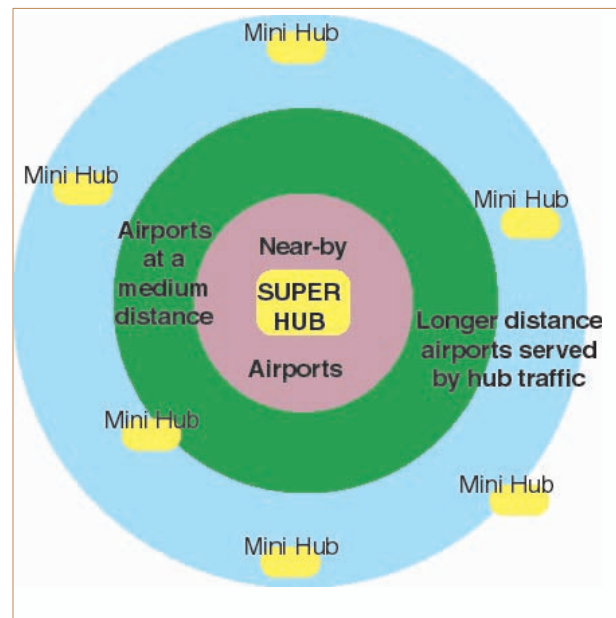 Mini Hub
Mini Hub
Mini Hub
Airports
at a
medium
distance
Near-by
SUPER
HUB
Airports
Longer distance
airports served
by hub traffic
Mini Hub
Mini Hub
Mini Hub